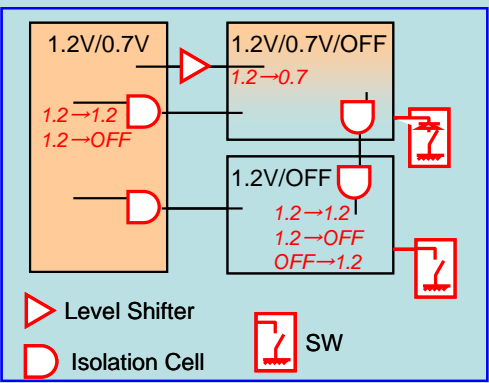 1.2V/0.7V
1.2V/0.7V/OFF
1.2→0.7
1.2→1.2
1.2→OFF
1.2V/OFF
1.2→1.2
1.2→OFF
OFF→1.2
Level Shifter
Isolation Cell
SW